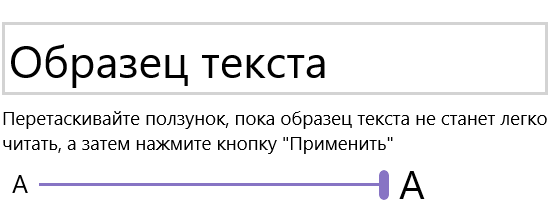 Образец текста
Перетаскивайте ползунок, пока образец текста не станет легко
читать, а затем нажмите кнопку "Применить"
А А